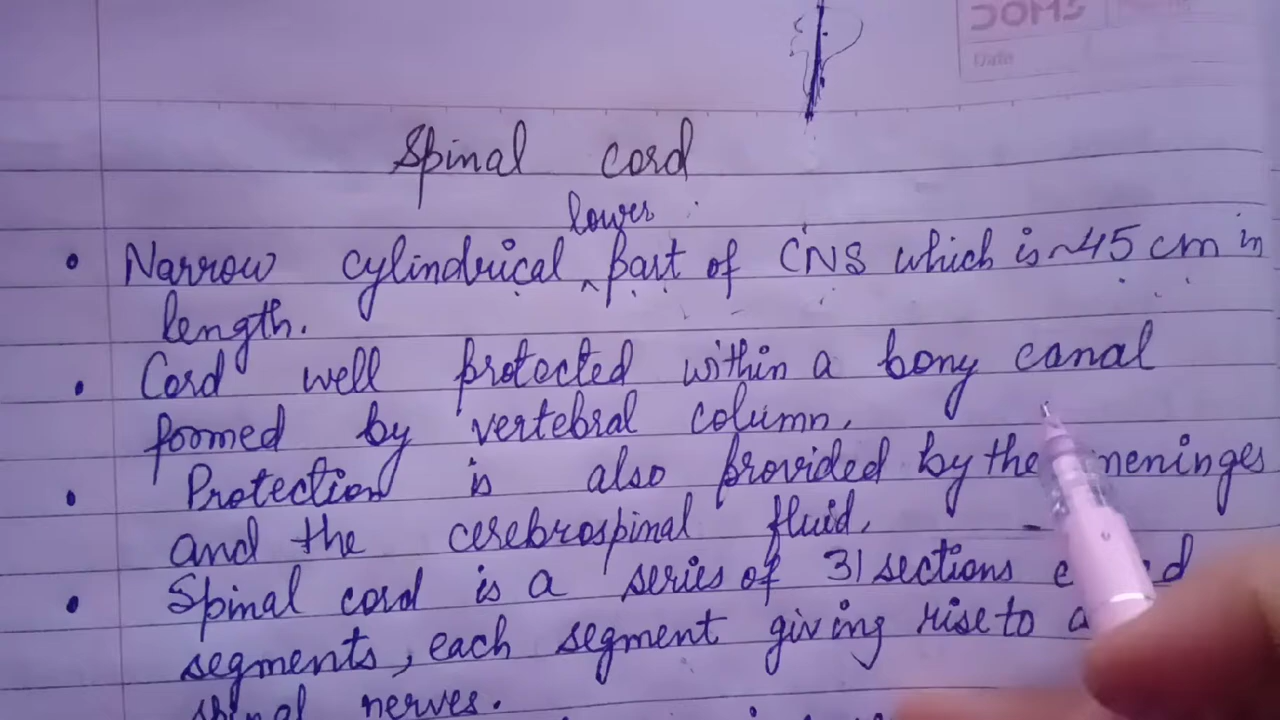 DOMS
Date
Spinal cord
lower
• Narrow cylindrical ^ part of CNS which is ~45 cm in
length.
• Cord well protected within a bony canal
formed by vertebral column.
• Protection is also provided by the meninges
and the cerebrospinal fluid.
• Spinal cord is a series of 31 sections
segments, each segment giving rise to a
spinal nerves.